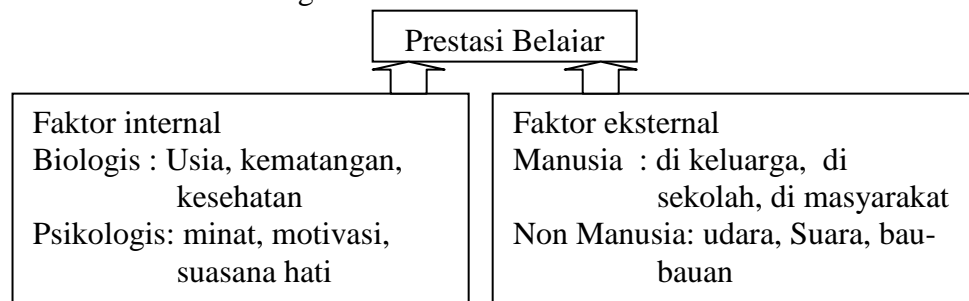 Prestasi Belajar
Faktor internal
Biologis : Usia, kematangan,
kesehatan
Psikologis: minat, motivasi,
suasana hati
Faktor eksternal
Manusia : di keluarga, di
sekolah, di masyarakat
Non Manusia: udara, Suara, bau-
bauan